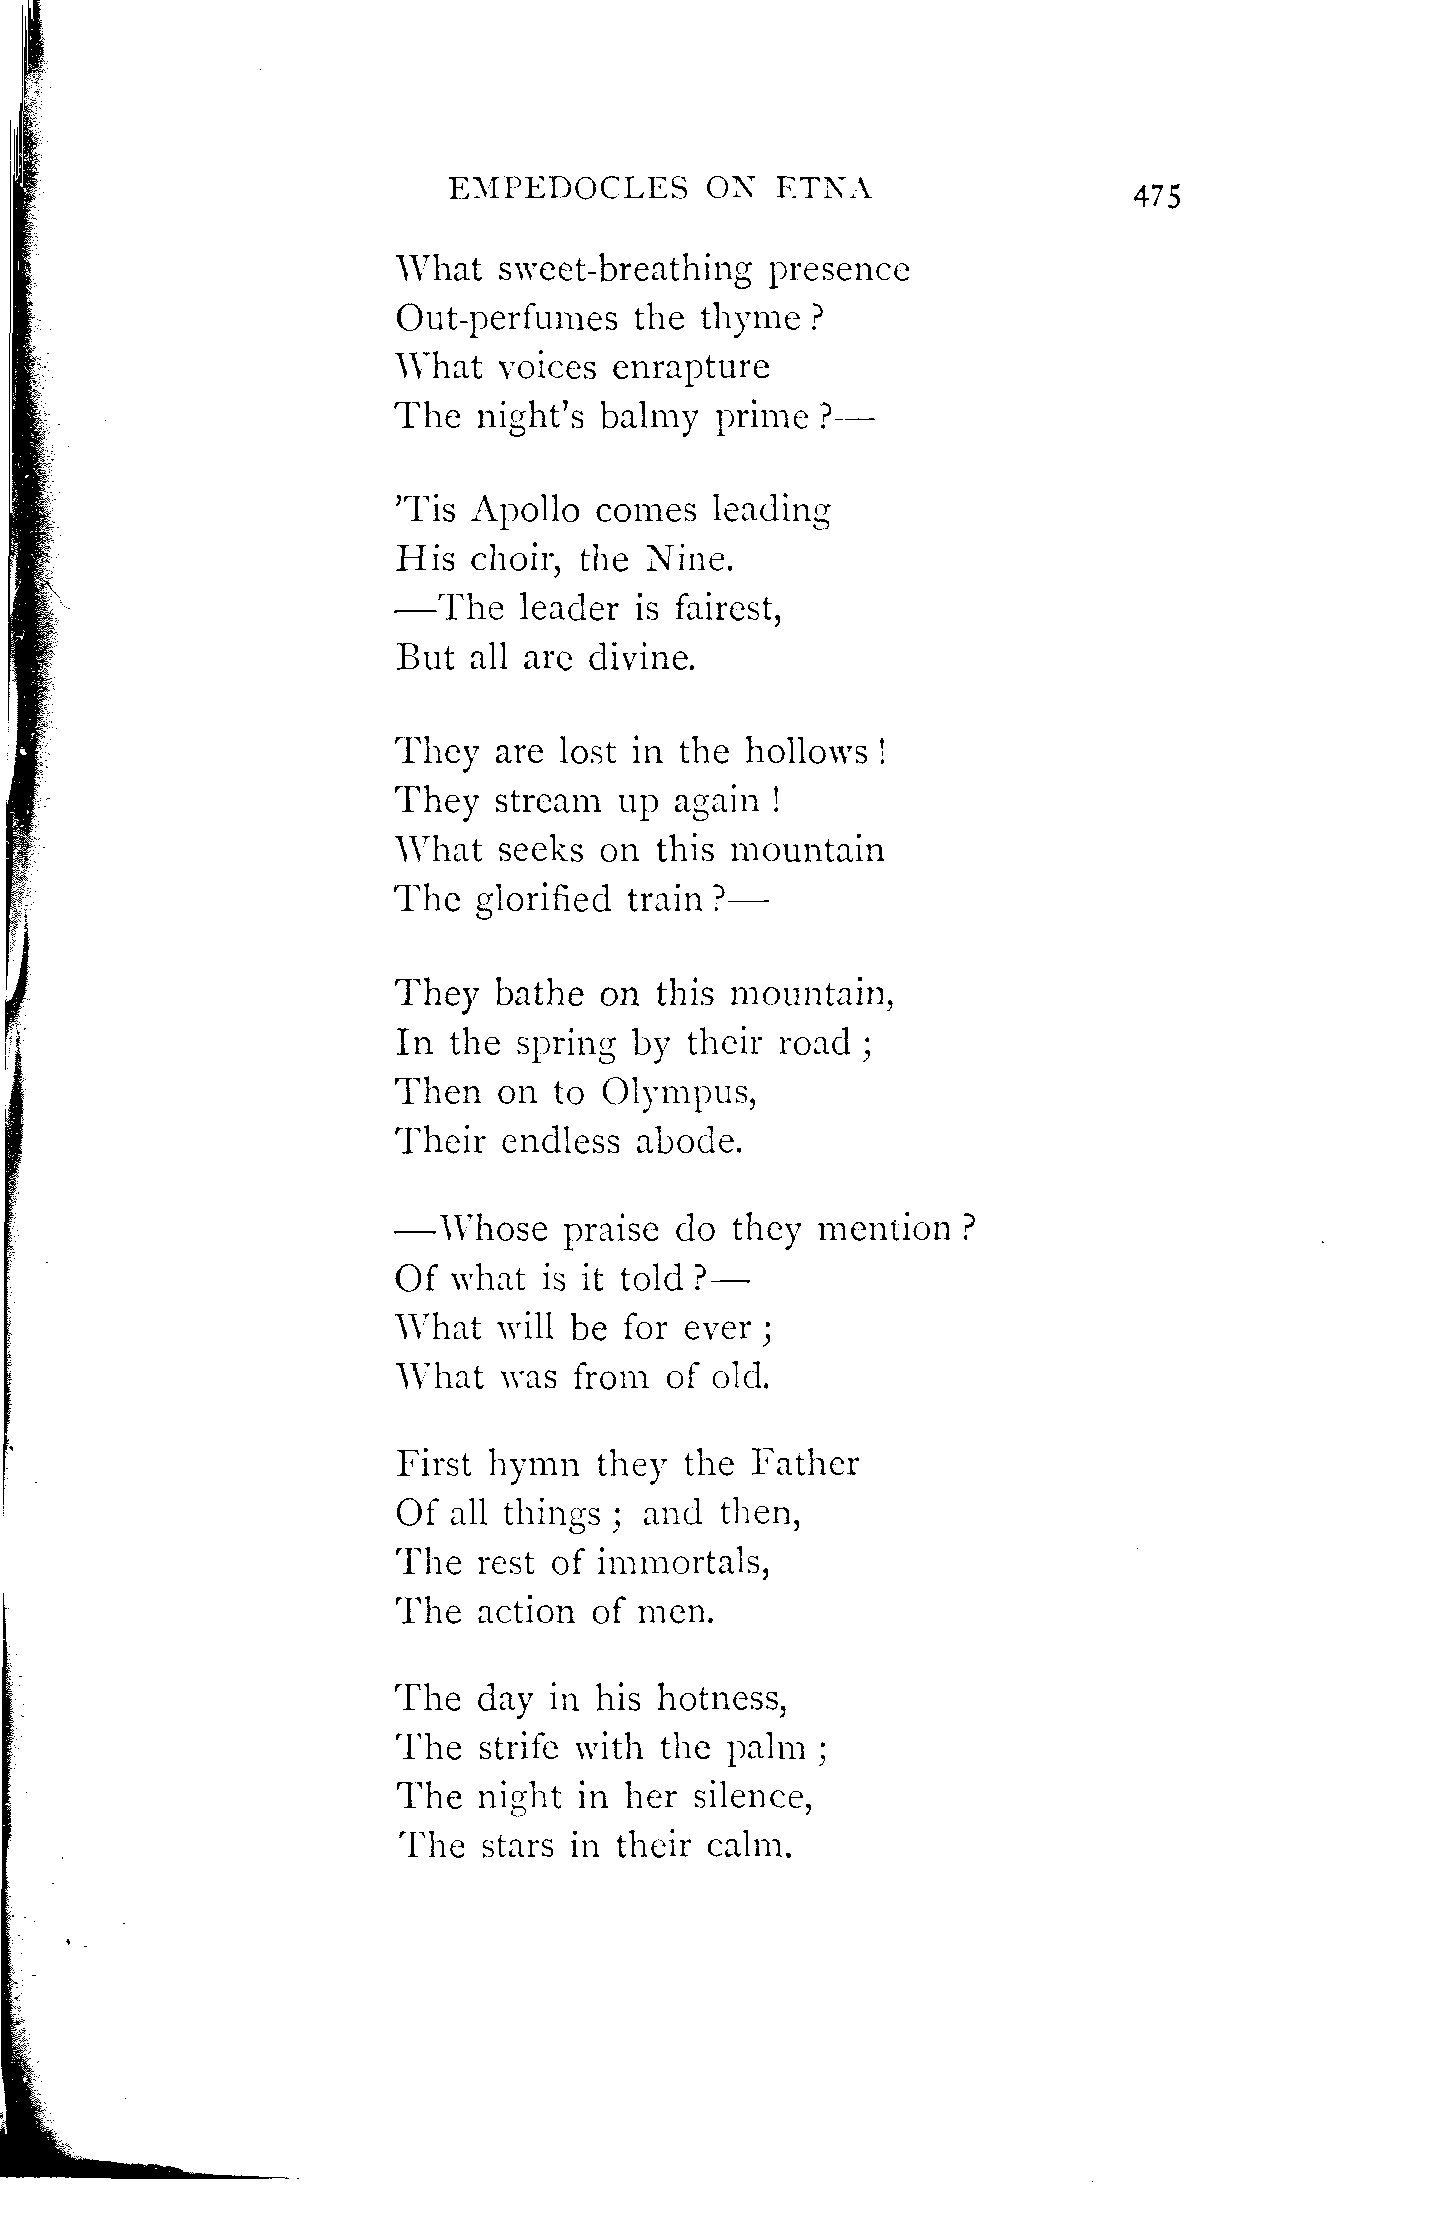 EMPEDOCLES ON ETNA 475
What sweet-breathing presence
Out-perfumes the thyme ?
What voices enrapture
The night's balmy prime ?—
'Tis Apollo comes leading
His choir, the Nine.
—The leader is fairest,
But all are divine.
They are lost in the hollows !
They stream up again !
What seeks on this mountain
The glorified train ?—
They bathe on this mountain,
In the spring by their road ;
Then on to Olympus,
Their endless abode.
—Whose praise do they mention ?
Of what is it told ?—
What will be for ever ;
What was from of old.
First hymn they the Father
Of all things ; and then,
The rest of immortals,
The action of men.
The day in his hotness,
The strife with the palm ;
The night in her silence,
The stars in their calm.